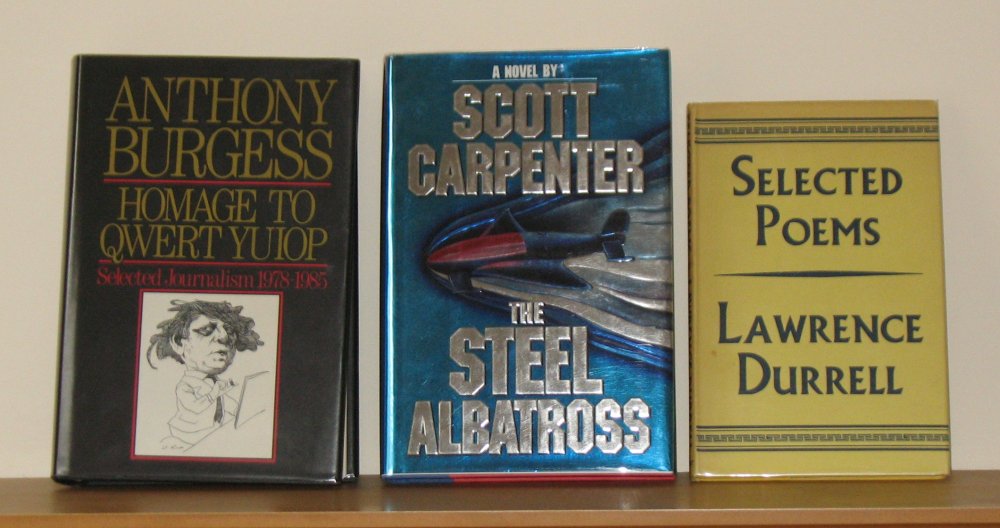 ANTHONY
BURGESS
HOMAGE TO
QWERT YUIOP
Selected Journalism 1978-1985
A NOVEL BY
SCOTT
CARPENTER
THE
STEEL
ALBATROSS
SELECTED
POEMS
LAWRENCE
DURRELL